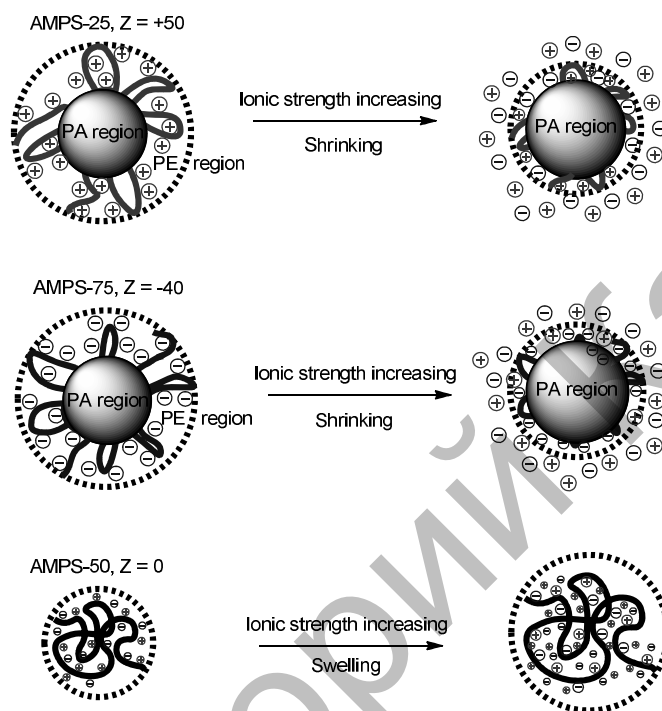 AMPS-25, Z = +50
PA region
PE region
Ionic strength increasing
Shrinking
PA region
AMPS-75, Z = -40
PA region
PE region
Ionic strength increasing
Shrinking
PA region
AMPS-50, Z = 0
Ionic strength increasing
Swelling
орий